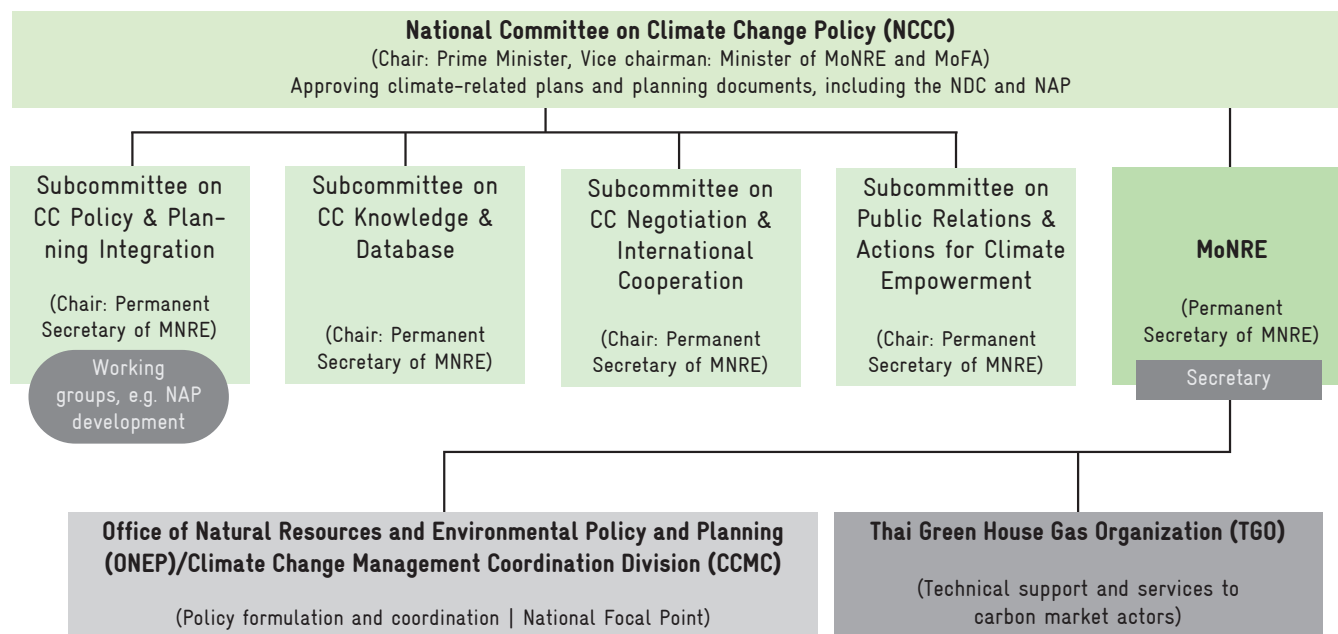 National Committee on Climate Change Policy (NCCC)
(Chair: Prime Minister, Vice chairman: Minister of MoNRE and MoFA)
Approving climate-related plans and planning documents, including the NDC and NAP
Subcommittee on
CC Policy & Plan-
ning Integration
(Chair: Permanent
Secretary of MNRE)
Working
groups, e.g. NAP
development
Subcommittee on
CC Knowledge &
Database
(Chair: Permanent
Secretary of MNRE)
Subcommittee on
CC Negotiation &
International
Cooperation
(Chair: Permanent
Secretary of MNRE)
Subcommittee on
Public Relations &
Actions for Climate
Empowerment
(Chair: Permanent
Secretary of MNRE)
MoNRE
(Permanent
Secretary of MNRE)
Secretary
Office of Natural Resources and Environmental Policy and Planning
(ONEP)/Climate Change Management Coordination Division (CCMC)
(Policy formulation and coordination | National Focal Point)
Thai Green House Gas Organization (TGO)
(Technical support and services to
carbon market actors)